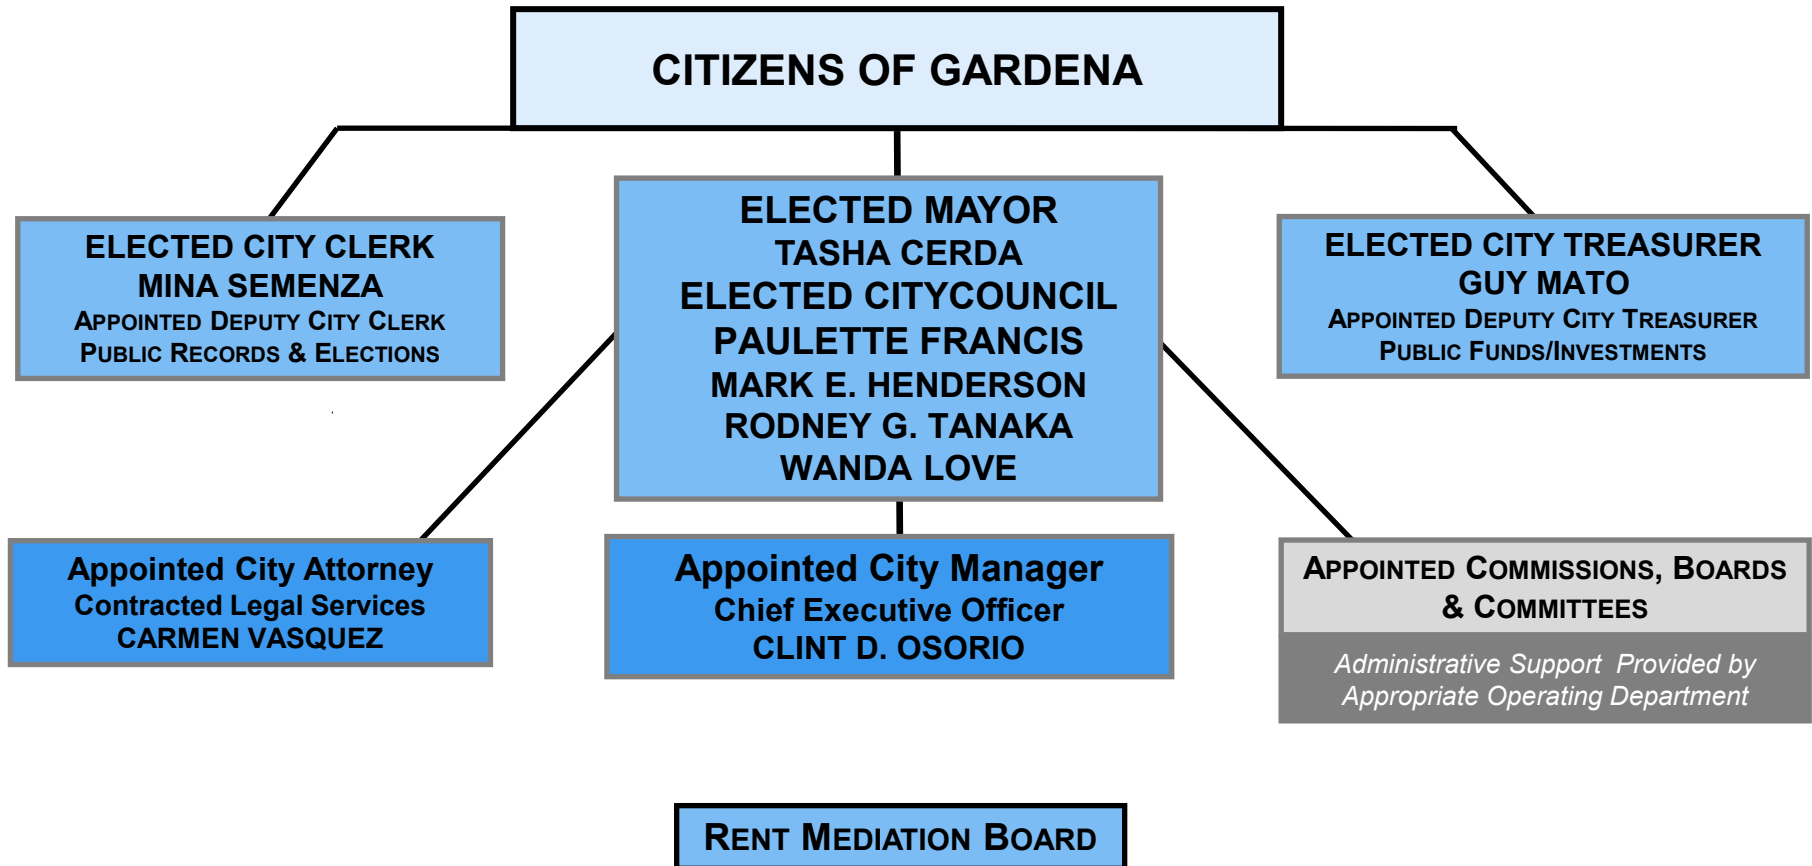 CITIZENS OF GARDENA
ELECTED CITY CLERK
MINA SEMENZA
APPOINTED DEPUTY CITY CLERK
PUBLIC RECORDS & ELECTIONS
ELECTED MAYOR
TASHA CERDA
ELECTED CITYCOUNCIL
PAULETTE FRANCIS
MARK E. HENDERSON
RODNEY G. TANAKA
WANDA LOVE
ELECTED CITY TREASURER
GUY MATO
APPOINTED DEPUTY CITY TREASURER
PUBLIC FUNDS/INVESTMENTS
Appointed City Attorney
Contracted Legal Services
CARMEN VASQUEZ
Appointed City Manager
Chief Executive Officer
CLINT D. OSORIO
APPOINTED COMMISSIONS, BOARDS
& COMMITTEES
Administrative Support Provided by
Appropriate Operating Department
RENT MEDIATION BOARD